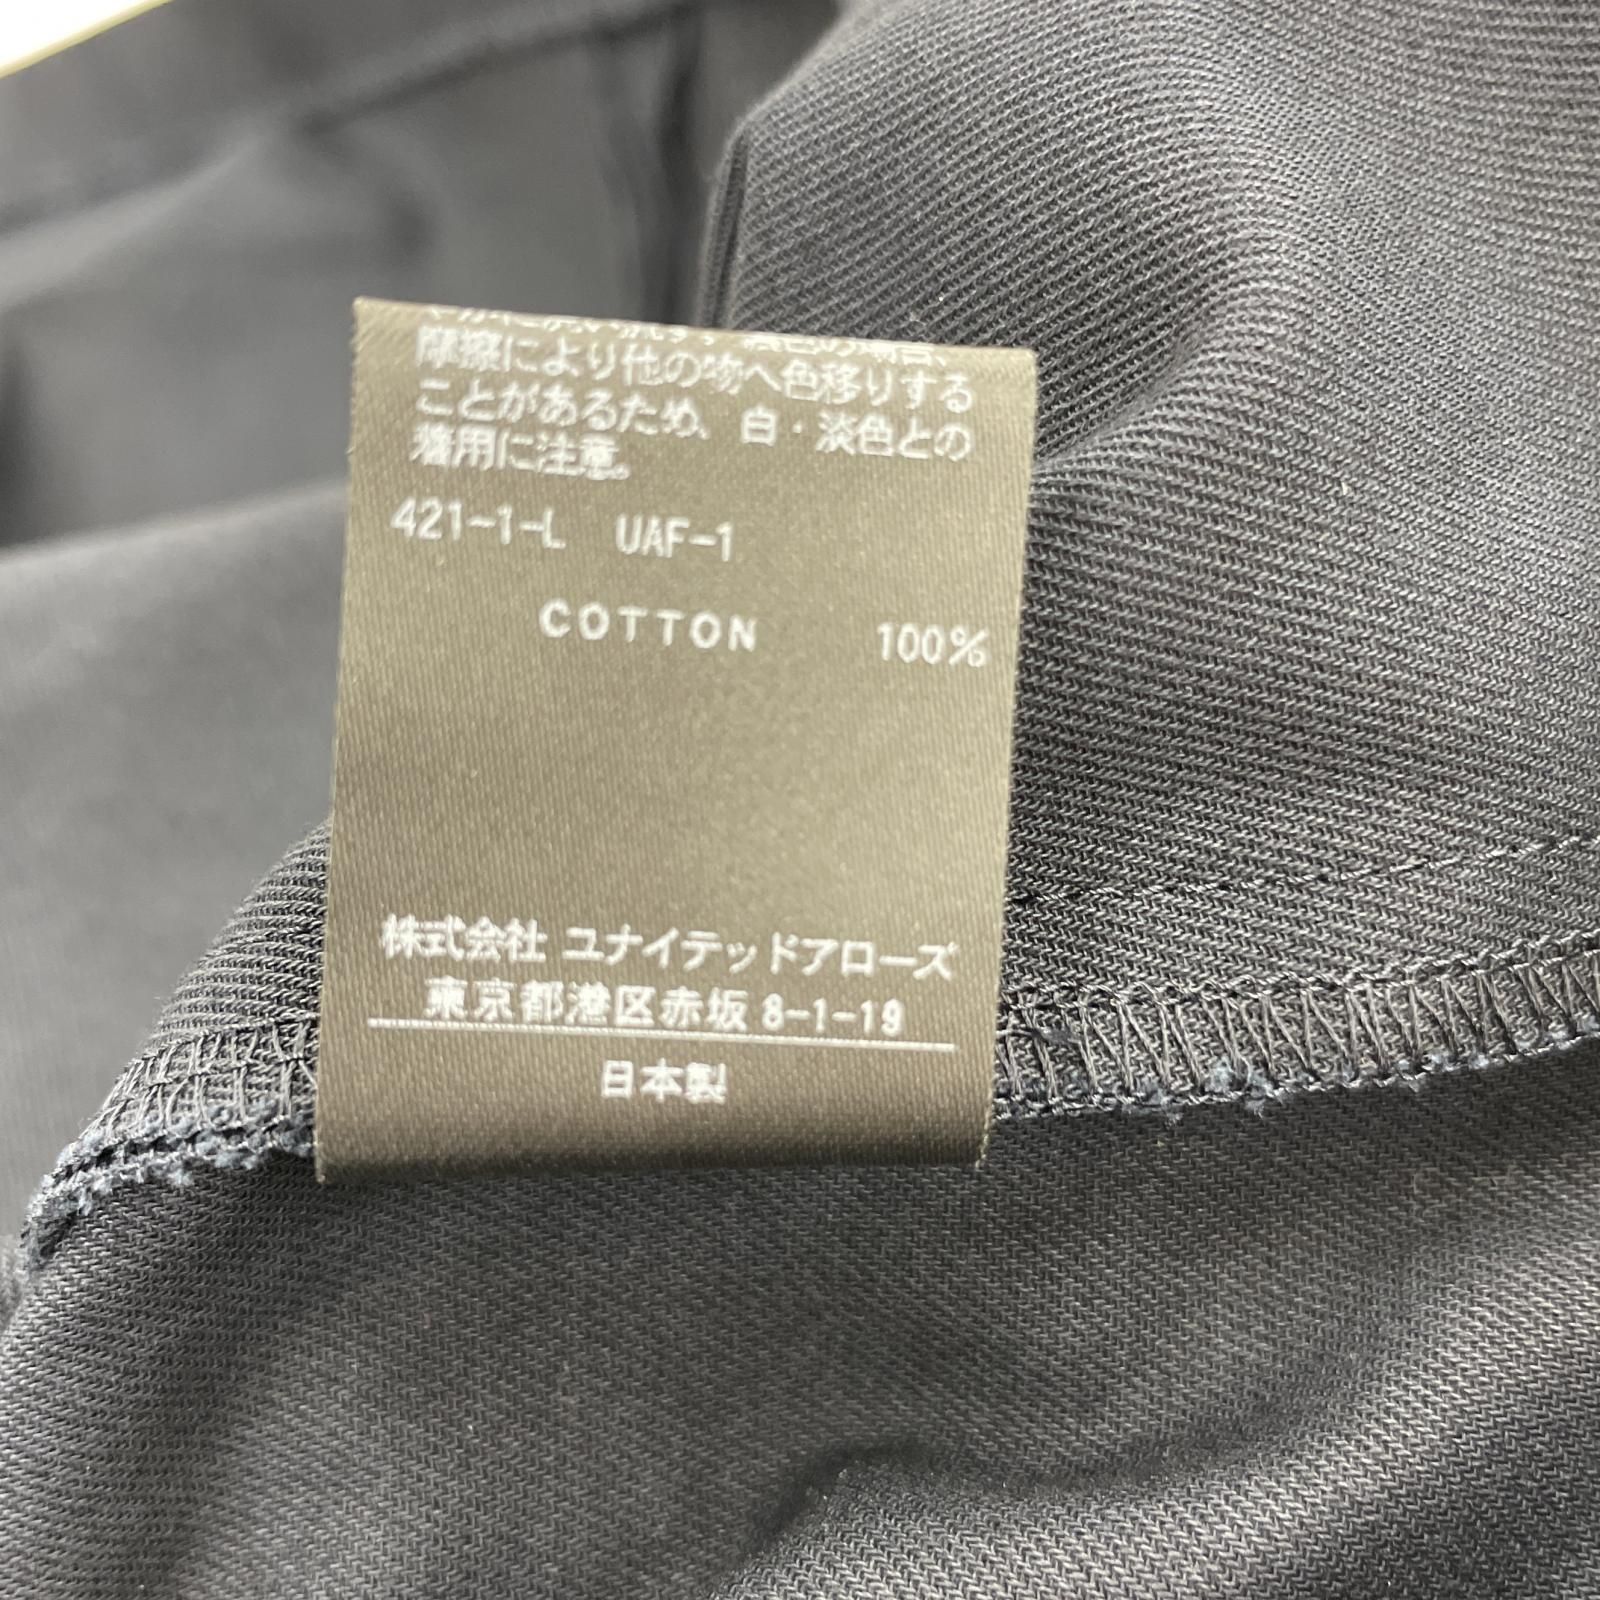 摩擦により他の物へ色移りする
ことがあるため、白・淡色との
着用に注意。
421-1-L UAF-1
COTTON 100%
株式会社 ユナイテッドアローズ
東京都港区赤坂 8-1-19
日本製